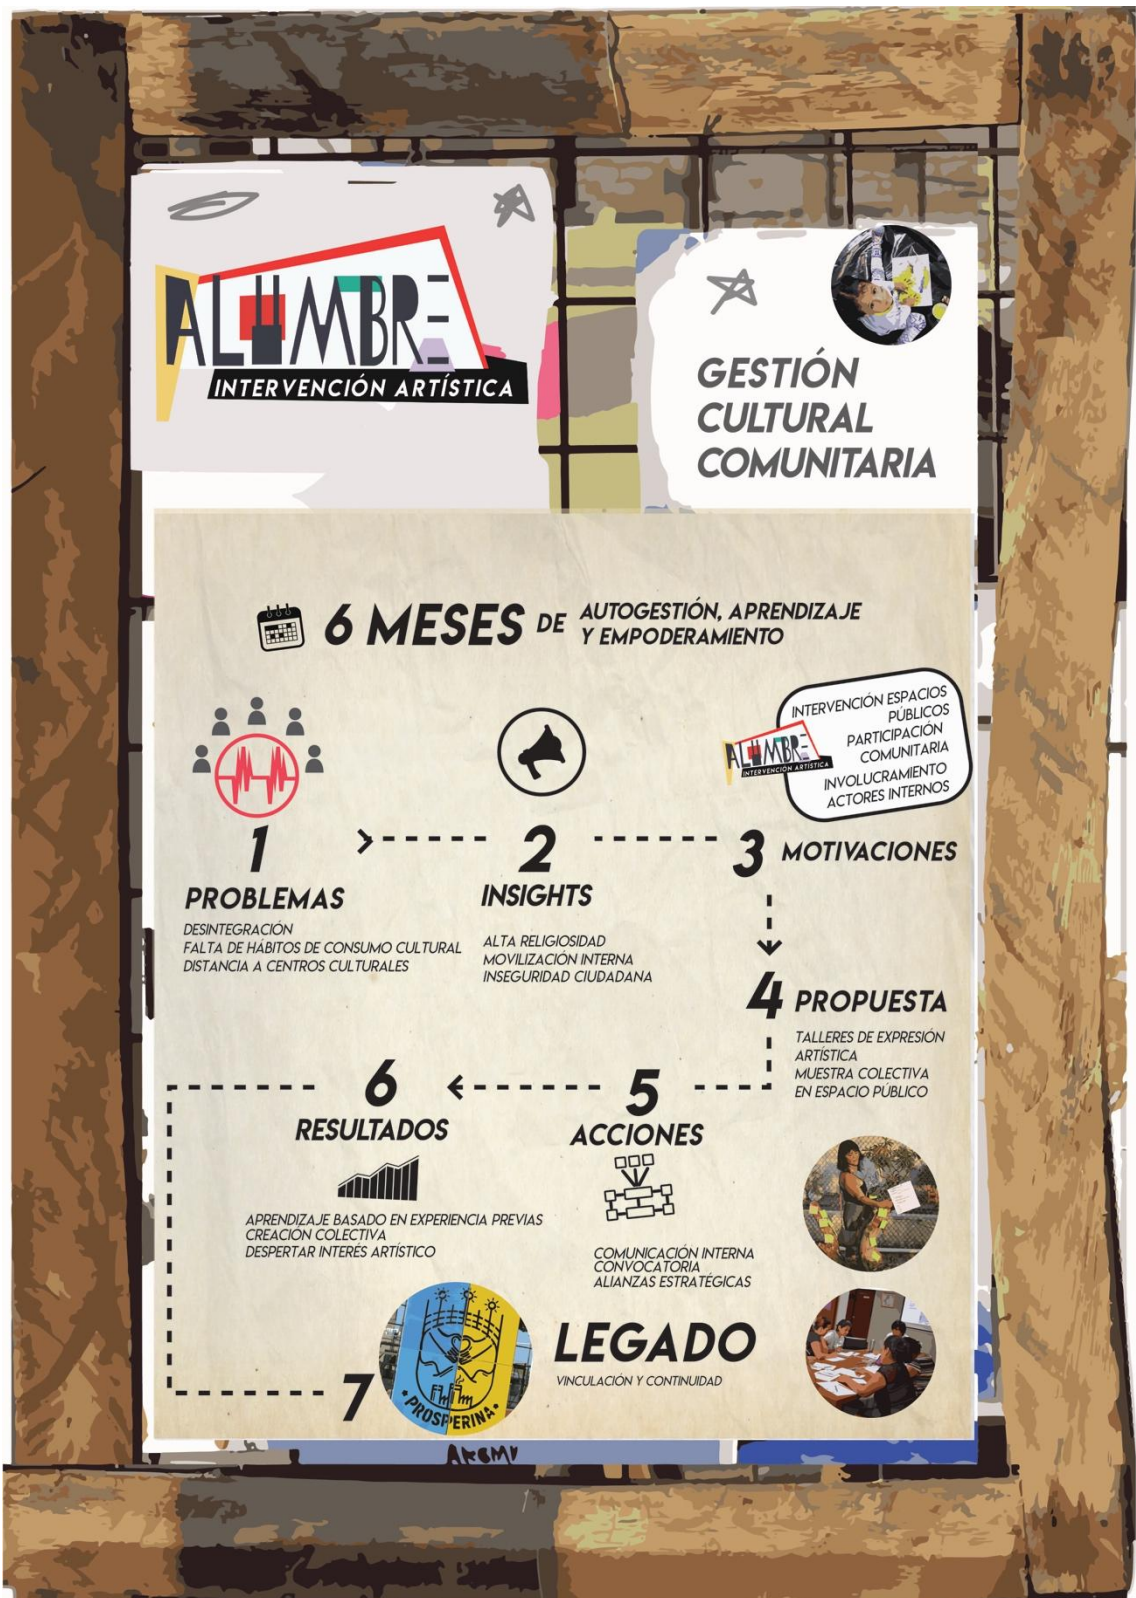 ALUMBRE
INTERVENCIÓN ARTÍSTICA
GESTIÓN
CULTURAL
COMUNITARIA
6 MESES DE AUTOGESTIÓN, APRENDIZAJE
Y EMPODERAMIENTO
INTERVENCIÓN ESPACIOS
PÚBLICOS
PARTICIPACIÓN
COMUNITARIA
INVOLUCRAMIENTO
ACTORES INTERNOS
ALUMBRE
INTERVENCIÓN ARTÍSTICA
1
PROBLEMAS
DESINTEGRACIÓN
FALTA DE HÁBITOS DE CONSUMO CULTURAL
DISTANCIA A CENTROS CULTURALES
2
INSIGHTS
ALTA RELIGIOSIDAD
MOVILIZACIÓN INTERNA
INSEGURIDAD CIUDADANA
3 MOTIVACIONES
4 PROPUESTA
TALLERES DE EXPRESIÓN
ARTÍSTICA
MUESTRA COLECTIVA
EN ESPACIO PÚBLICO
5
ACCIONES
COMUNICACIÓN INTERNA
CONVOCATORIA
ALIANZAS ESTRATÉGICAS
6
RESULTADOS
APRENDIZAJE BASADO EN EXPERIENCIA PREVIAS
CREACIÓN COLECTIVA
DESPERTAR INTERÉS ARTÍSTICO
7
PROSPERINA
LEGADO
VINCULACIÓN Y CONTINUIDAD